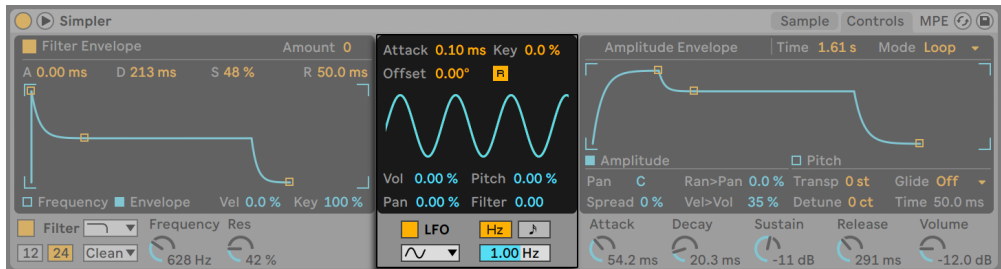 Simpler Sample Controls MPE
Filter Envelope Amount 0
A 0.00 ms D 213 ms S 48 % R 50.0 ms
Frequency Envelope Vel 0.0 % Key 100 %
Attack 0.10 ms Key 0.0 %
Offset 0.00° R
Vol 0.00 % Pitch 0.00 %
Pan 0.00 % Filter 0.00
Amplitude Envelope Time 1.61 s Mode Loop
Amplitude Pitch
Pan C Ran>Pan 0.0 % Transp 0 st Glide Off
Spread 0 % Vel>Vol 35 % Detune 0 ct Time 50.0 ms
Filter Frequency Res
12 24 Clean 628 Hz 42 %
LFO Hz ♪
1.00 Hz
Attack Decay Sustain Release Volume
54.2 ms 20.3 ms -11 dB 291 ms -12.0 dB